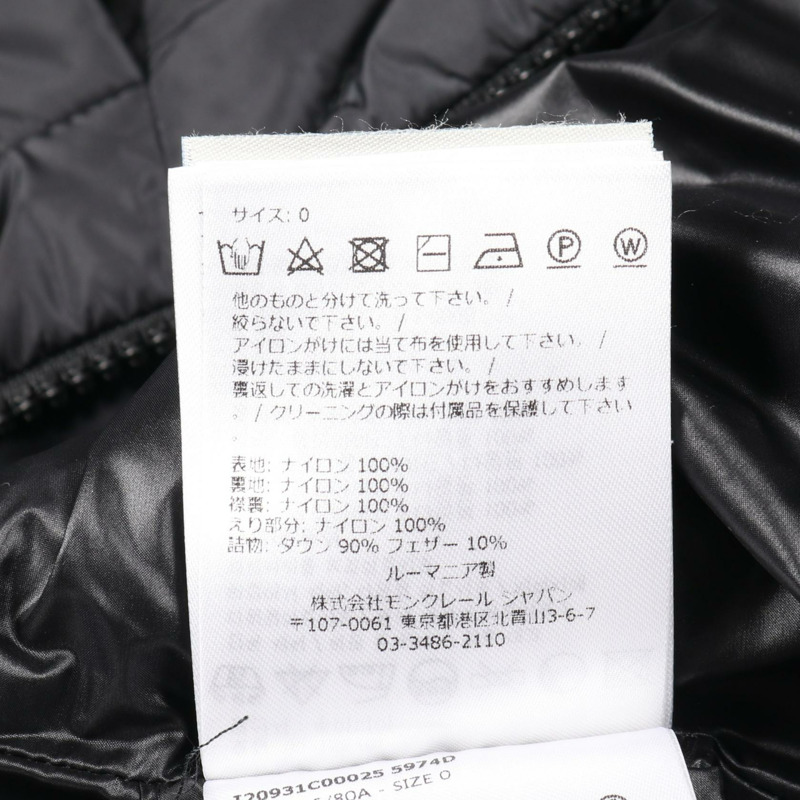 サイズ: 0
P
W
他のものと分けて洗って下さい。 /
絞らないで下さい。 /
アイロンがけには当て布を使用して下さい。 /
浸けたままにしないで下さい。 /
裏返しての洗濯とアイロンかけをおすすめします
。 / クリーニングの際は付属品を保護して下さい
。
表地: ナイロン 100%
裏地: ナイロン 100%
襟裏: ナイロン 100%
えり部分: ナイロン 100%
詰物: ダウン 90% フェザー 10%
ルーマニア製
株式会社モンクレール ジャパン
〒107-0061 東京都港区北青山3-6-7
03-3486-2110
I20931C00025 5974D
/80A - SIZE 0